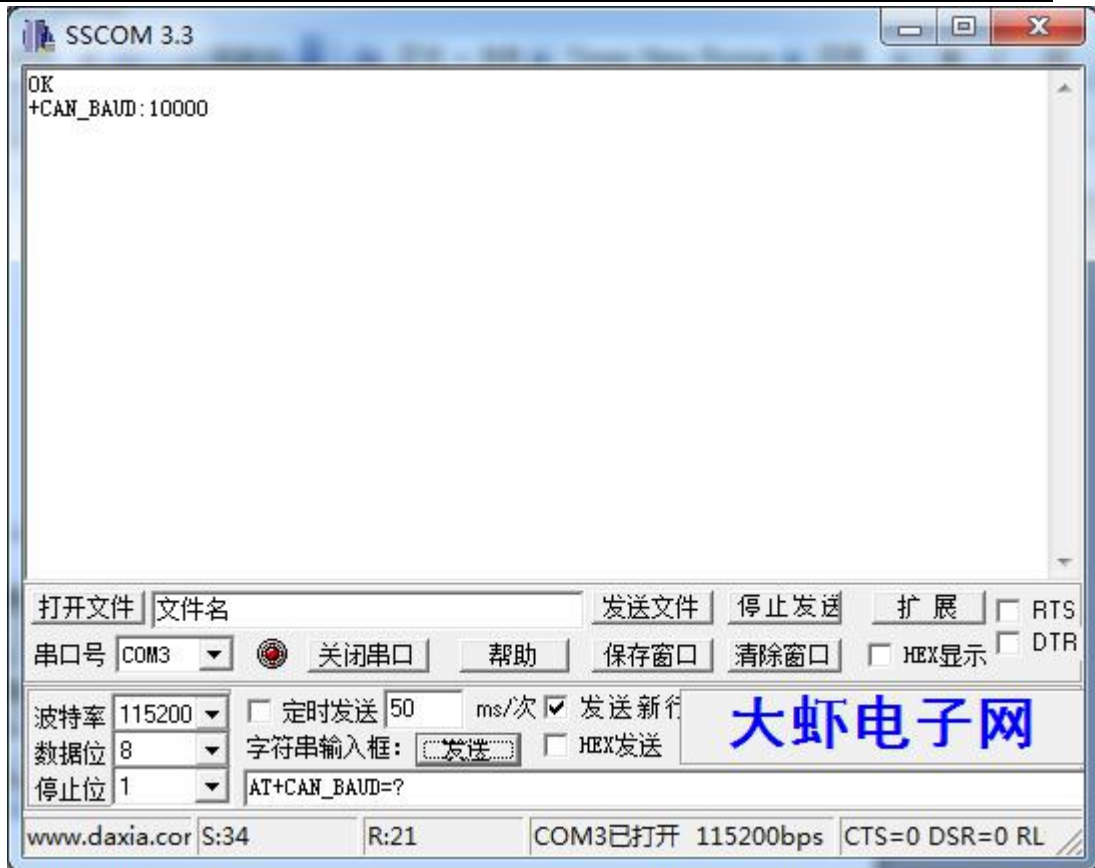 SSCOM 3.3
OK
+CAN_BAUD:10000
打开文件 文件名 发送文件 停止发送 扩 展 RTS
串口号 COM3 关闭串口 帮助 保存窗口 清除窗口 HEX显示 DTR
波特率 115200 定时发送 50 ms/次 发送新行 大虾电子网
数据位 8 字符串输入框: 发送 HEX发送
停止位 1 AT+CAN_BAUD=?
www.daxia.cor S:34 R:21 COM3已打开 115200bps CTS=0 DSR=0 RL